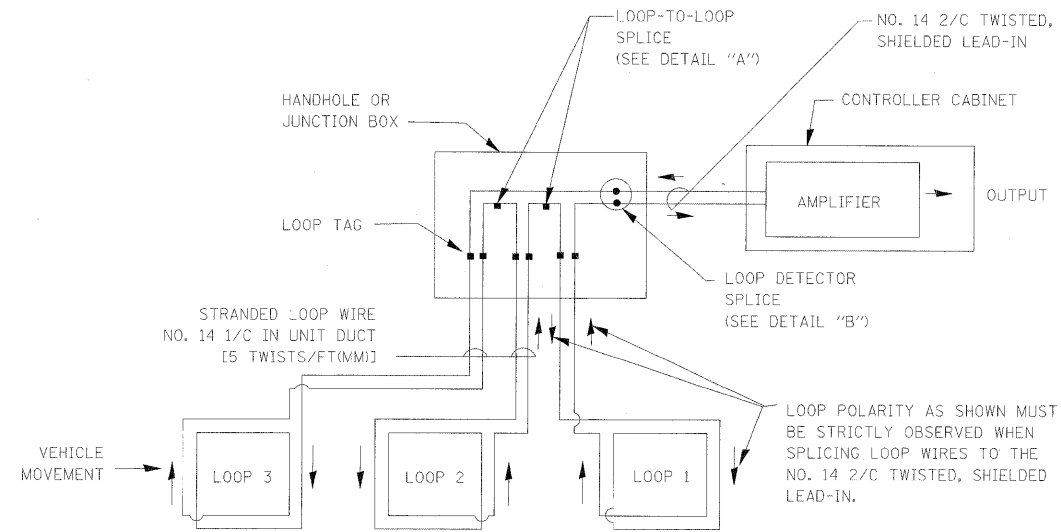 LOOP-TO-LOOP
SPLICE
(SEE DETAIL "A")
NO. 14 2/C TWISTED,
SHIELDED LEAD-IN
HANDHOLE OR
JUNCTION BOX
CONTROLLER CABINET
AMPLIFIER
OUTPUT
LOOP TAG
LOOP DETECTOR
SPLICE
(SEE DETAIL "B")
STRANDED LOOP WIRE
NO. 14 1/C IN UNIT DUCT
[5 TWISTS/FT(MM)]
LOOP POLARITY AS SHOWN MUST
BE STRICTLY OBSERVED WHEN
SPLICING LOOP WIRES TO THE
NO. 14 2/C TWISTED, SHIELDED
LEAD-IN.
VEHICLE
MOVEMENT
LOOP 3
LOOP 2
LOOP 1